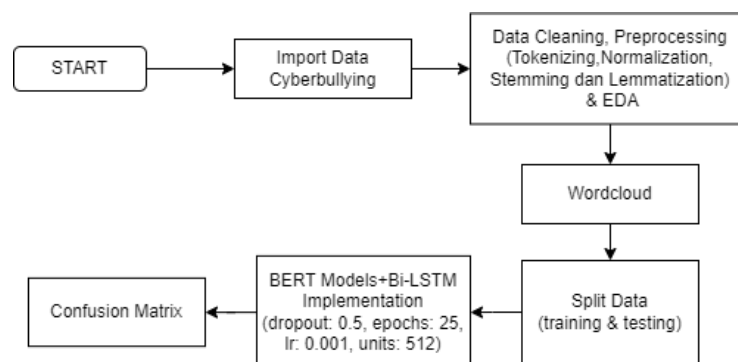 START
Import Data
Cyberbullying
Data Cleaning, Preprocessing
(Tokenizing,Normalization,
Stemming dan Lemmatization)
& EDA
Wordcloud
Split Data
(training & testing)
BERT Models+Bi-LSTM
Implementation
(dropout: 0.5, epochs: 25,
lr: 0.001, units: 512)
Confusion Matrix